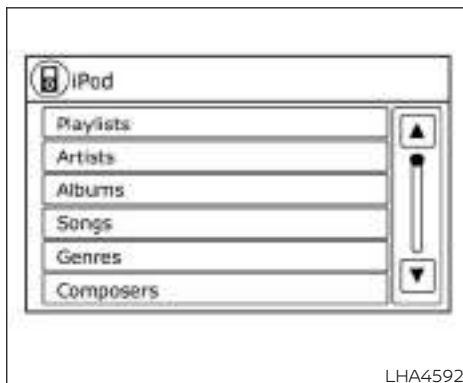 iPod
Playlists
Artists
Albums
Songs
Genres
Composers
LHA4592